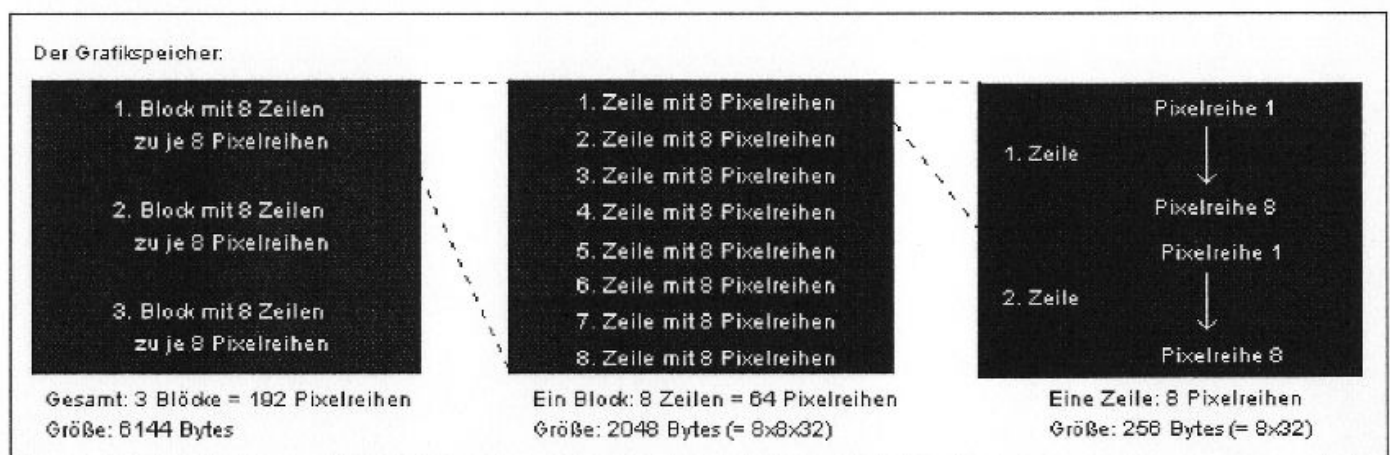 Der Grafikspeicher:
1. Block mit 8 Zeilen
zu je 8 Pixelreihen
2. Block mit 8 Zeilen
zu je 8 Pixelreihen
3. Block mit 8 Zeilen
zu je 8 Pixelreihen
Gesamt: 3 Blöcke = 192 Pixelreihen
Größe: 6144 Bytes
1. Zeile mit 8 Pixelreihen
2. Zeile mit 8 Pixelreihen
3. Zeile mit 8 Pixelreihen
4. Zeile mit 8 Pixelreihen
5. Zeile mit 8 Pixelreihen
6. Zeile mit 8 Pixelreihen
7. Zeile mit 8 Pixelreihen
8. Zeile mit 8 Pixelreihen
Ein Block: 8 Zeilen = 64 Pixelreihen
Größe: 2048 Bytes (= 8x8x32)
Pixelreihe 1
1. Zeile
Pixelreihe 8
Pixelreihe 1
2. Zeile
Pixelreihe 8
Eine Zeile: 8 Pixelreihen
Größe: 256 Bytes (= 8x32)